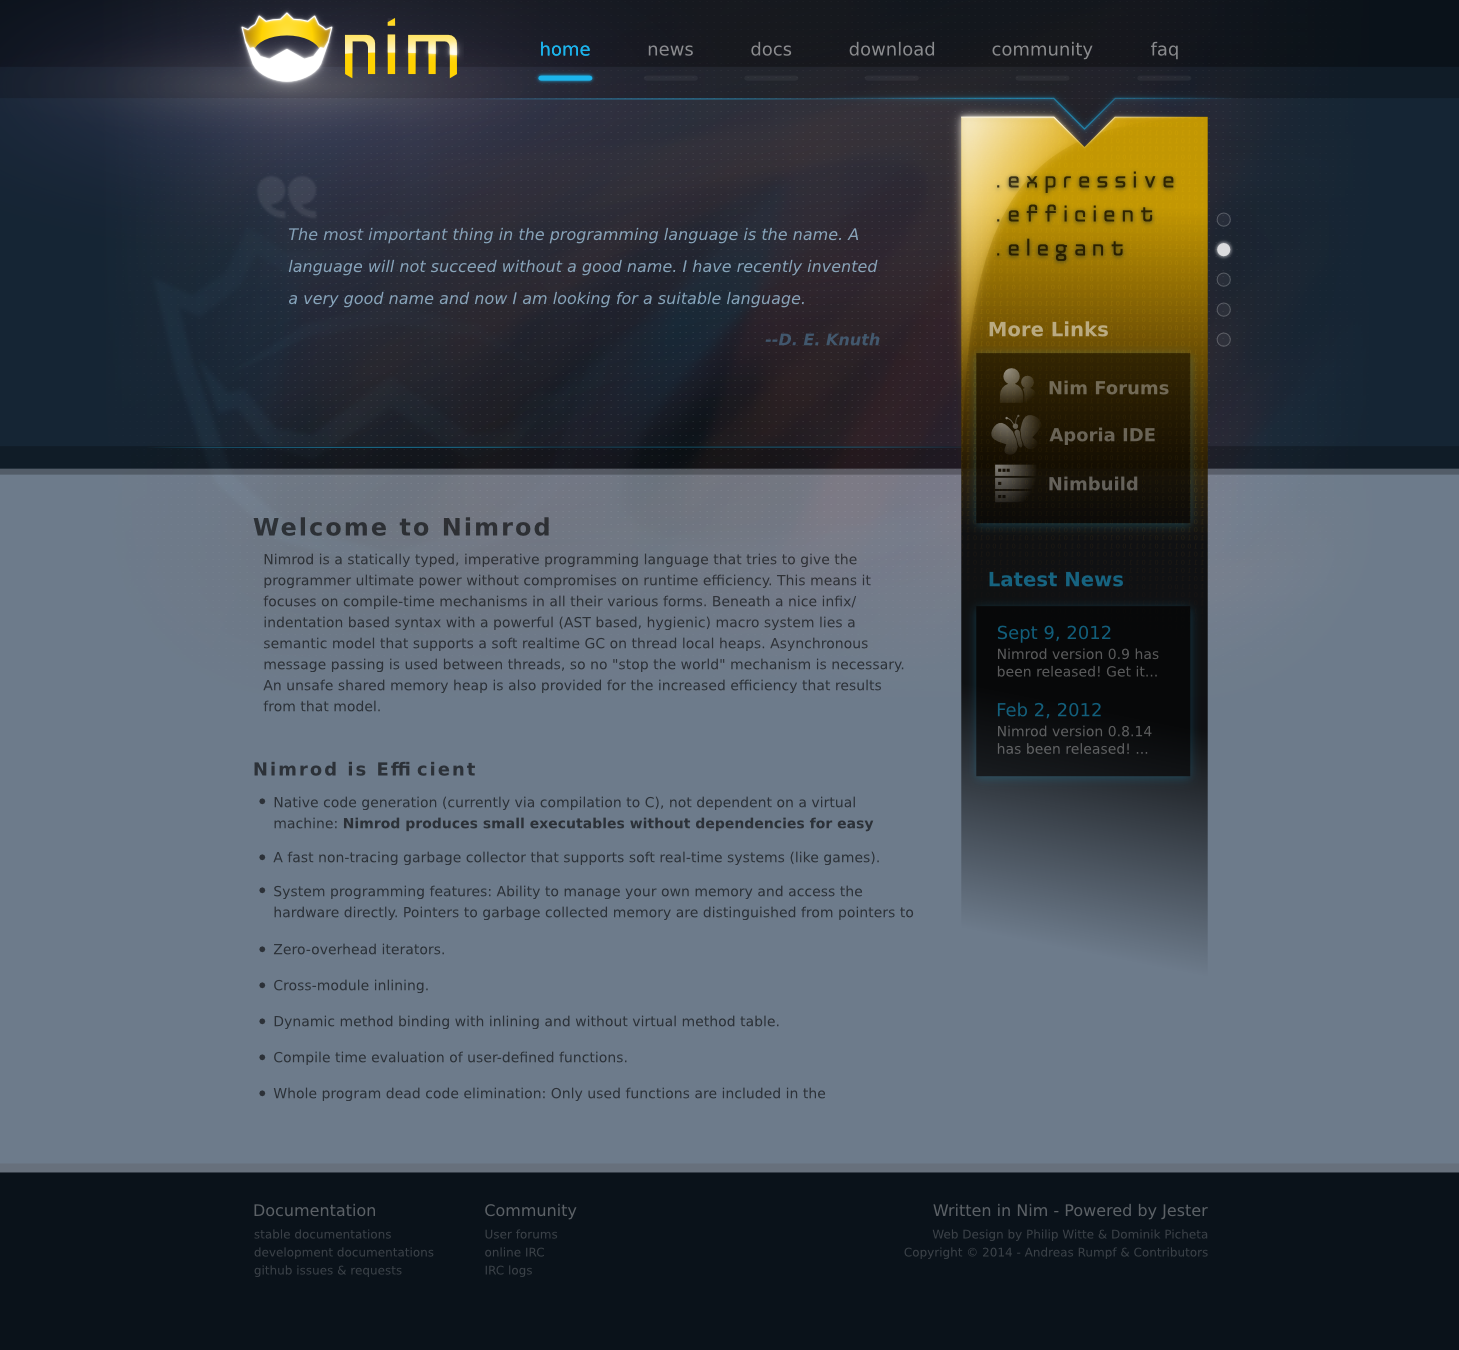 nim
home news docs download community faq
The most important thing in the programming language is the name. A
language will not succeed without a good name. I have recently invented
a very good name and now I am looking for a suitable language.
--D. E. Knuth
.expressive
.efficient
.elegant
More Links
Nim Forums
Aporia IDE
Nimbuild
Latest News
Sept 9, 2012
Nimrod version 0.9 has
been released! Get it...
Feb 2, 2012
Nimrod version 0.8.14
has been released! ...
Welcome to Nimrod
Nimrod is a statically typed, imperative programming language that tries to give the
programmer ultimate power without compromises on runtime efficiency. This means it
focuses on compile-time mechanisms in all their various forms. Beneath a nice infix/
indentation based syntax with a powerful (AST based, hygienic) macro system lies a
semantic model that supports a soft realtime GC on thread local heaps. Asynchronous
message passing is used between threads, so no "stop the world" mechanism is necessary.
An unsafe shared memory heap is also provided for the increased efficiency that results
from that model.
Nimrod is Efficient
• Native code generation (currently via compilation to C), not dependent on a virtual
machine: Nimrod produces small executables without dependencies for easy
• A fast non-tracing garbage collector that supports soft real-time systems (like games).
• System programming features: Ability to manage your own memory and access the
hardware directly. Pointers to garbage collected memory are distinguished from pointers to
• Zero-overhead iterators.
• Cross-module inlining.
• Dynamic method binding with inlining and without virtual method table.
• Compile time evaluation of user-defined functions.
• Whole program dead code elimination: Only used functions are included in the
Documentation
stable documentations
development documentations
github issues & requests
Community
User forums
online IRC
IRC logs
Written in Nim - Powered by Jester
Web Design by Philip Witte & Dominik Picheta
Copyright © 2014 - Andreas Rumpf & Contributors